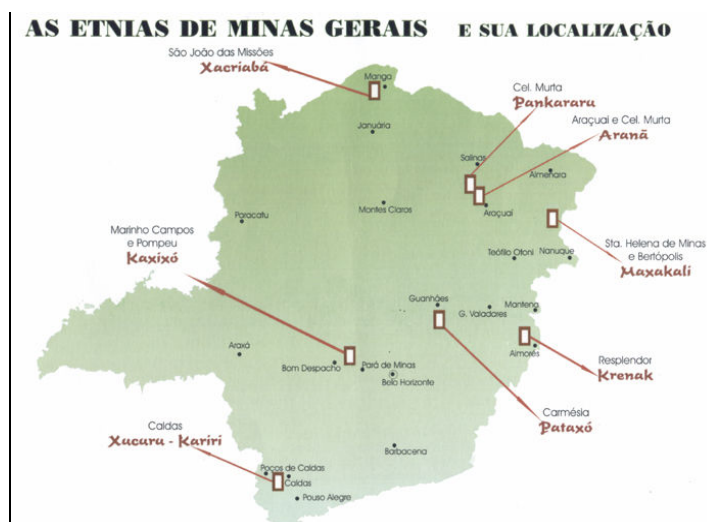 AS ETNIAS DE MINAS GERAIS E SUA LOCALIZAÇÃO
São João das Missões
Xacriabá
Manga
Cel. Murta
Pankararu
Januária
Araçuaí e Cel. Murta
Aranã
Salinas
Almenara
Montes Claros
Araçuaí
Paracatu
Marinho Campos
e Pompeu
Kaxixó
Sta. Helena de Minas
e Bertópolis
Maxakali
Teófilo Otoni
Nanuque
Guanhães
G. Valadares
Mantena
Araxá
Bom Despacho
Pará de Minas
Belo Horizonte
Aimorés
Resplendor
Krenak
Carmésia
Pataxó
Caldas
Xucuru - Kariri
Barbacena
Poços de Caldas
Caldas
Pouso Alegre